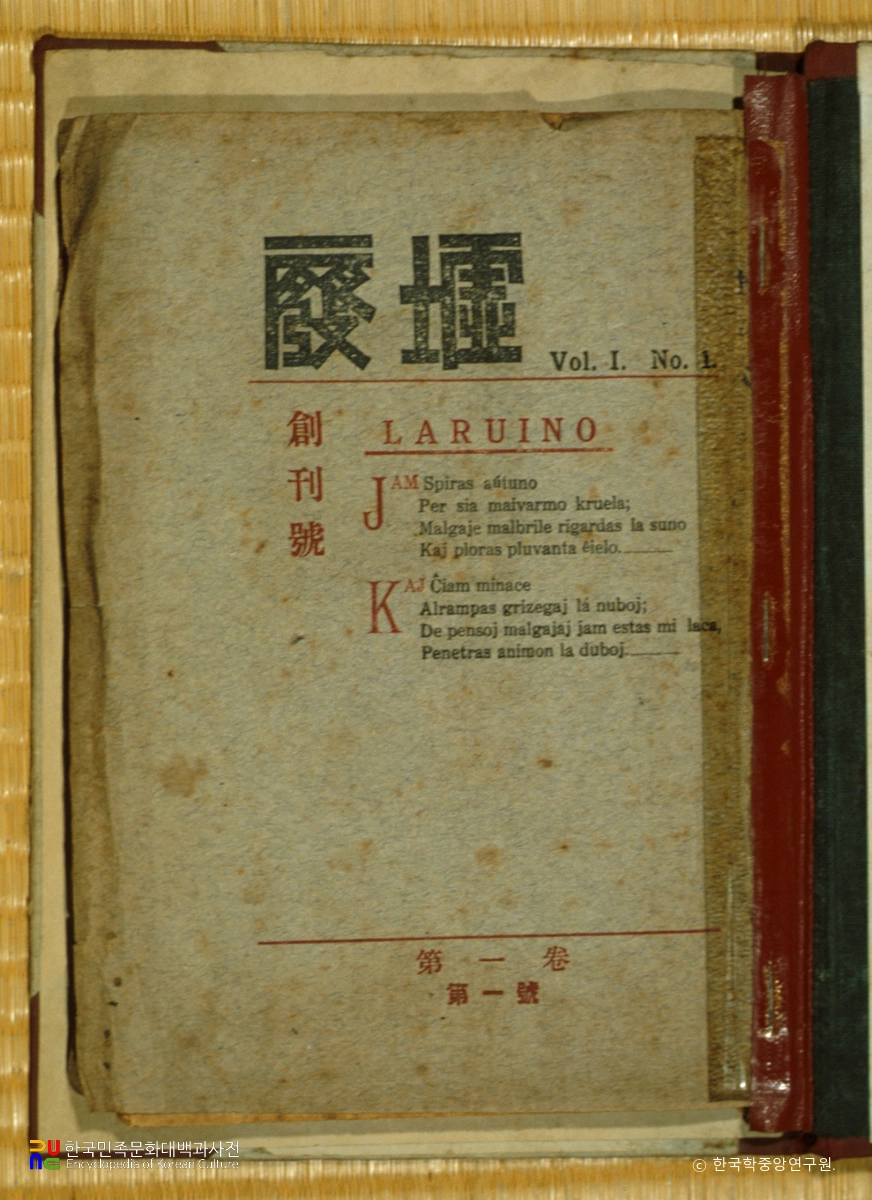 廢墟
Vol. I. No. 1.
創刊號
LARUINO
JAM Spiras aútuno
Per sia maivarmo kruela;
Malgaje malbrile rigardas la suno
Kaj ploras pluvanta ĉielo.
KAJ Ĉiam minace
Alrampas grizegaj lá nuboj;
De pensoj malgajaj jam estas mi laca,
Penetras animon la duboj.
第一卷
第一號
한국민족문화대백과사전
Encyclopedia of Korean Culture
© 한국학중앙연구원.